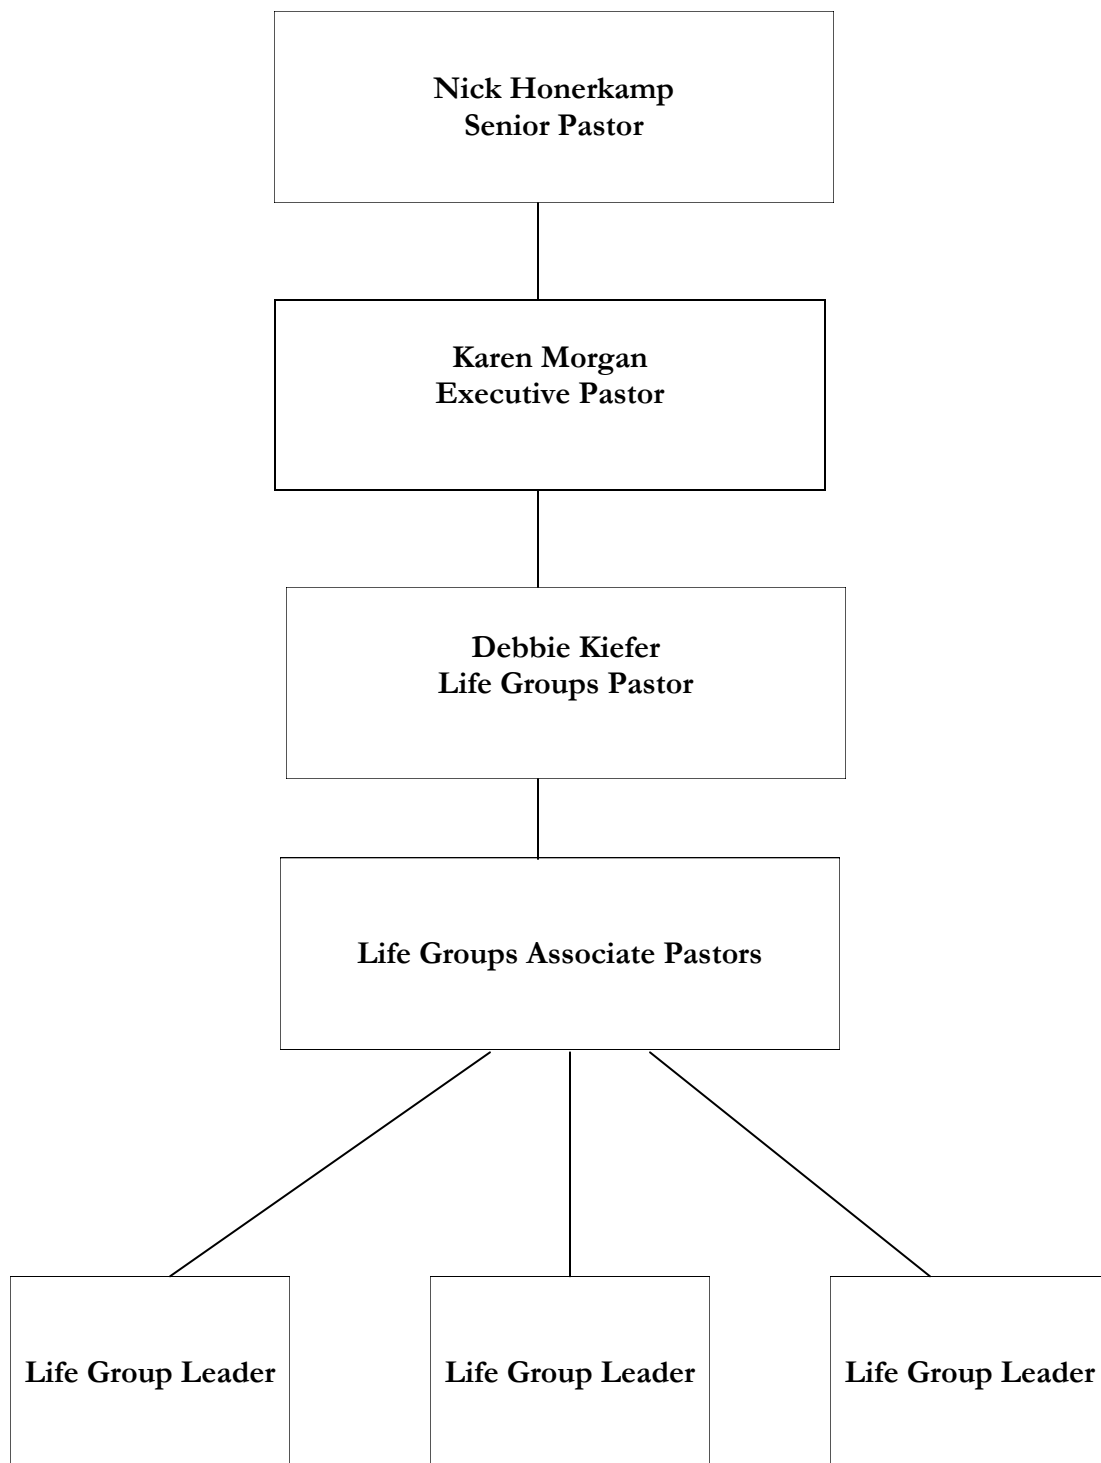 Nick Honerkamp
Senior Pastor
Karen Morgan
Executive Pastor
Debbie Kiefer
Life Groups Pastor
Life Groups Associate Pastors
Life Group Leader
Life Group Leader
Life Group Leader